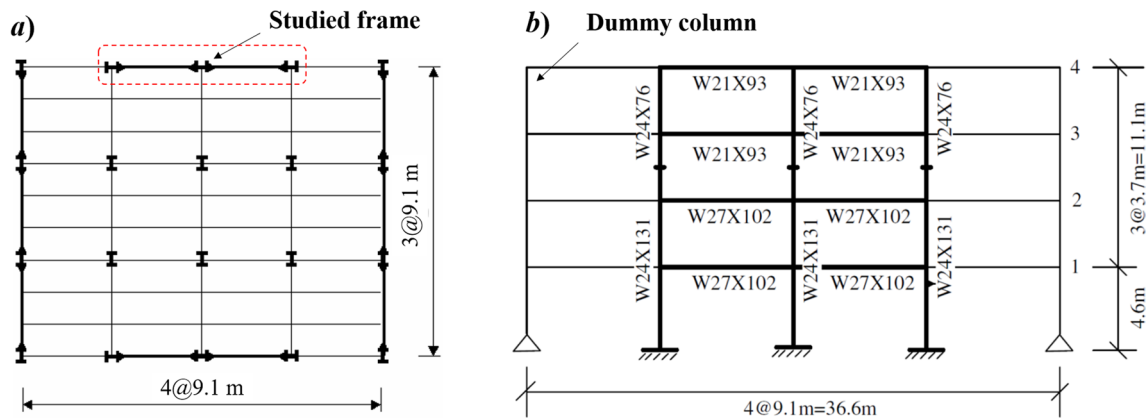 a)
Studied frame
3@9.1 m
4@9.1 m
b)
Dummy column
W21X93
W21X93
W24X76
W24X76
W24X76
W21X93
W21X93
W27X102
W27X102
W24X131
W24X131
W24X131
W27X102
W27X102
4
3
2
1
3@3.7m=11.1m
4.6m
4@9.1m=36.6m